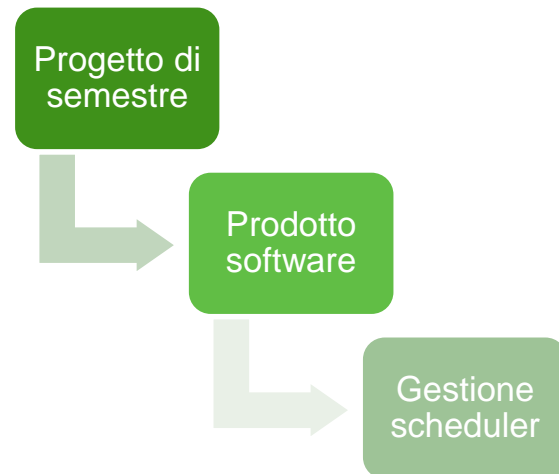 Progetto di
semestre
Prodotto
software
Gestione
scheduler